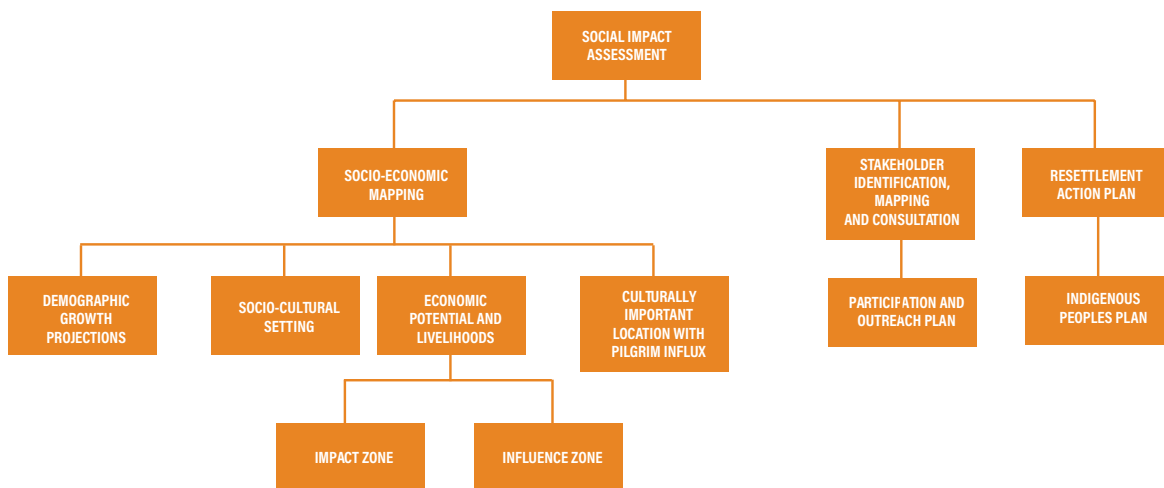 SOCIAL IMPACT
ASSESSMENT
SOCIO-ECONOMIC
MAPPING
STAKEHOLDER
IDENTIFICATION,
MAPPING
AND CONSULTATION
RESETTLEMENT
ACTION PLAN
DEMOGRAPHIC
GROWTH
PROJECTIONS
SOCIO-CULTURAL
SETTING
ECONOMIC
POTENTIAL AND
LIVELIHOODS
CULTURALLY
IMPORTANT
LOCATION WITH
PILGRIM INFLUX
PARTICIPATION AND
OUTREACH PLAN
INDIGENOUS
PEOPLES PLAN
IMPACT ZONE
INFLUENCE ZONE